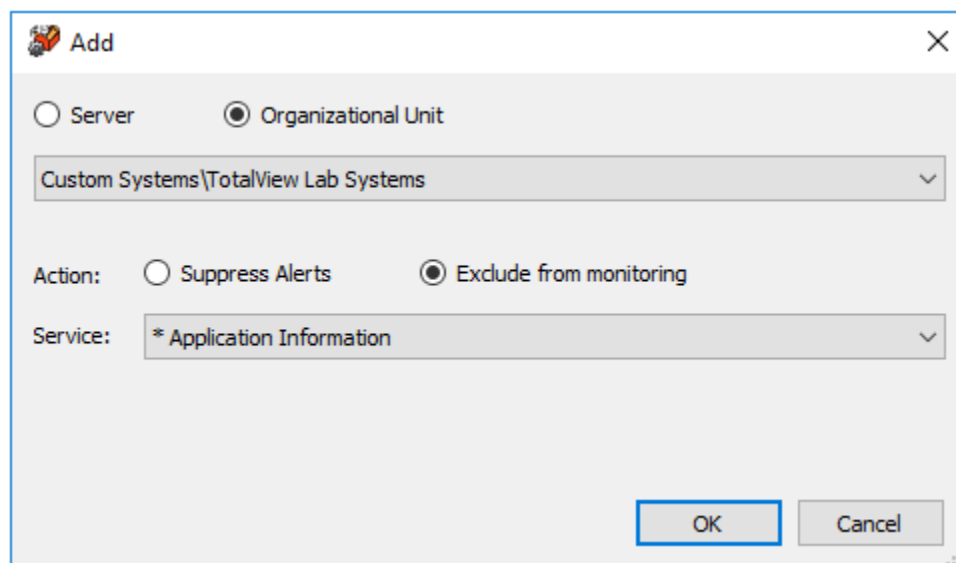 Add
Server Organizational Unit
Custom Systems\TotalView Lab Systems
Action: Suppress Alerts Exclude from monitoring
Service: * Application Information
OK Cancel